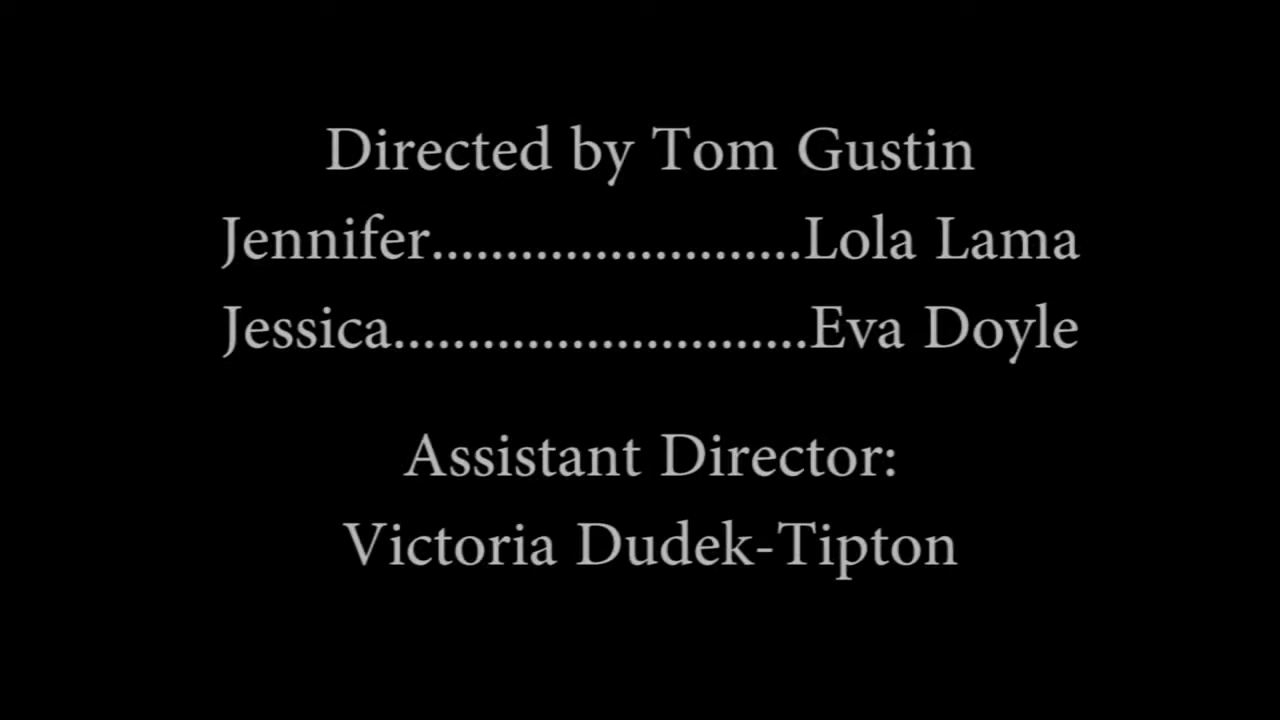 Directed by Tom Gustin
Jennifer.........................Lola Lama
Jessica............................Eva Doyle
Assistant Director:
Victoria Dudek-Tipton